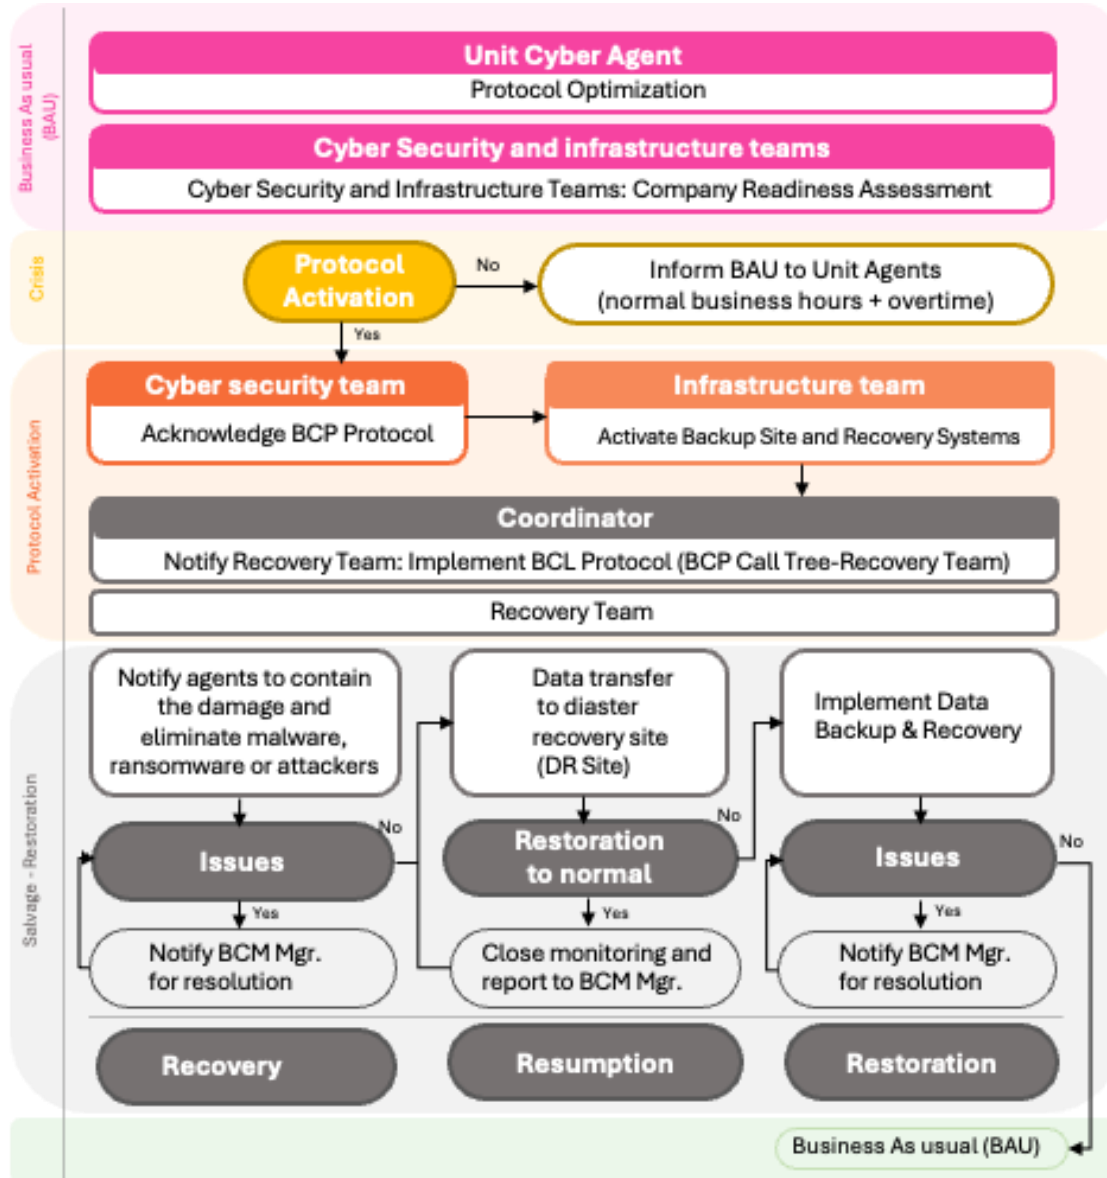 Business As usual
(BAU)
Unit Cyber Agent
Protocol Optimization
Cyber Security and infrastructure teams
Cyber Security and Infrastructure Teams: Company Readiness Assessment
Crisis
Protocol
Activation
No
Inform BAU to Unit Agents
(normal business hours + overtime)
Yes
Protocol Activation
Cyber security team
Acknowledge BCP Protocol
Infrastructure team
Activate Backup Site and Recovery Systems
Coordinator
Notify Recovery Team: Implement BCL Protocol (BCP Call Tree-Recovery Team)
Recovery Team
Salvage - Restoration
Notify agents to contain
the damage and
eliminate malware,
ransomware or attackers
Issues
No
Yes
Notify BCM Mgr.
for resolution
Recovery
Data transfer
to diaster
recovery site
(DR Site)
Restoration
to normal
No
Yes
Close monitoring and
report to BCM Mgr.
Resumption
Implement Data
Backup & Recovery
Issues
No
Yes
Notify BCM Mgr.
for resolution
Restoration
Business As usual (BAU)